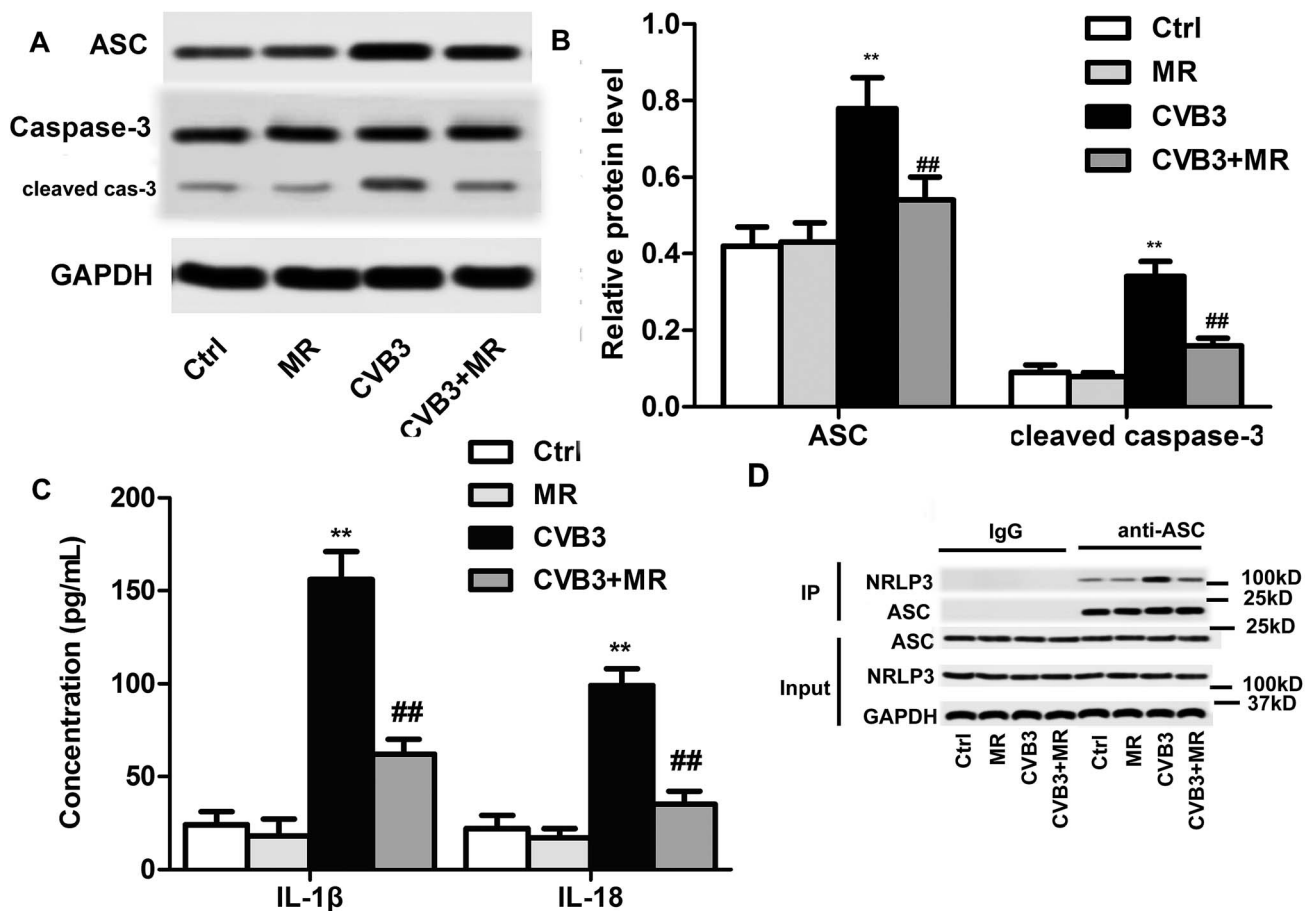 A
ASC
Caspase-3
cleaved cas-3
GAPDH
Ctrl
MR
CVB3
CVB3+MR
B
Ctrl
MR
CVB3
CVB3+MR
Relative protein level
0.8
0.6
0.4
0.2
0.0
1.0
**
##
**
##
ASC
cleaved caspase-3
C
Ctrl
MR
CVB3
CVB3+MR
Concentration (pg/mL)
200
150
100
50
0
**
##
**
##
IL-1β
IL-18
D
IgG
anti-ASC
IP
NRLP3
100kD
25kD
ASC
25kD
Input
ASC
NRLP3
100kD
37kD
GAPDH
Ctrl
MR
CVB3
CVB3+MR
Ctrl
MR
CVB3
CVB3+MR